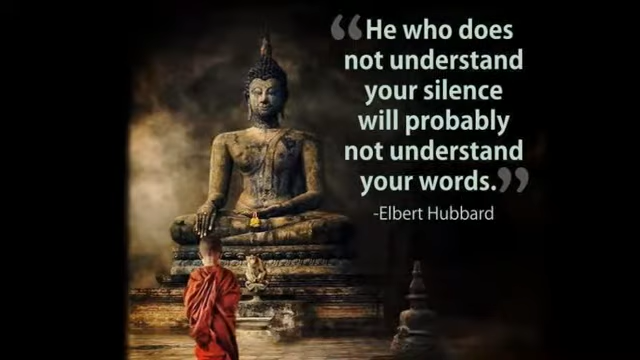 “He who does
not understand
your silence
will probably
not understand
your words.”
-Elbert Hubbard